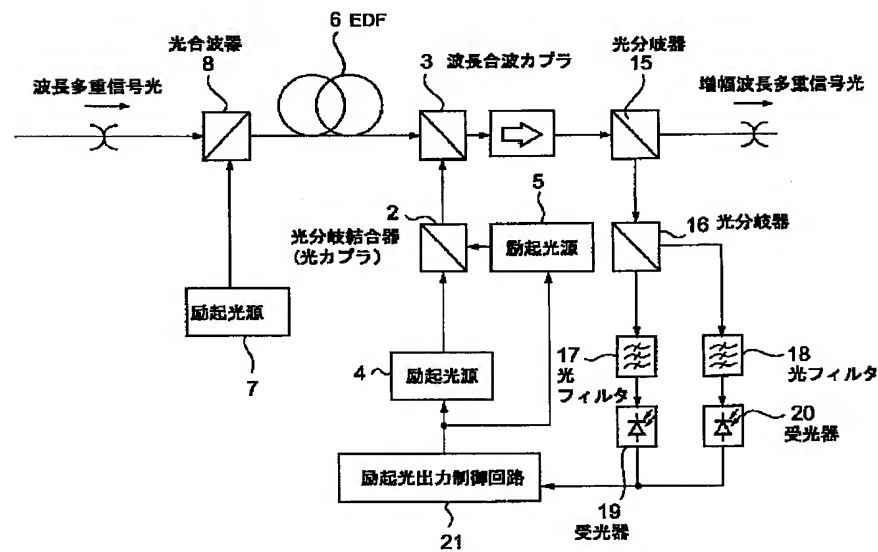 6 EDF
光合波器
8
3 波長合波カプラ
光分岐器
15
波長多重信号光
増幅波長多重信号光
2
5
光分岐結合器
(光カプラ)
励起光源
16 光分岐器
励起光源
7
4
励起光源
17
光
フィルタ
18
光フィルタ
20
受光器
励起光出力制御回路
21
19
受光器